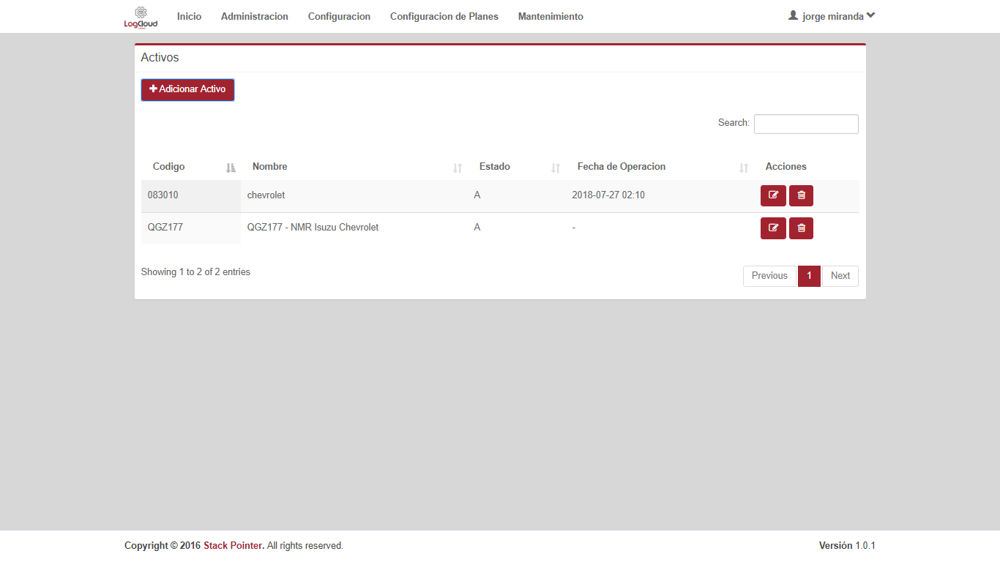 LogCloud
Inicio Administracion Configuracion Configuracion de Planes Mantenimiento jorge miranda
Activos
Adicionar Activo
Search:
Codigo Nombre Estado Fecha de Operacion Acciones
083010 chevrolet A 2018-07-27 02:10
QGZ177 QGZ177 - NMR Isuzu Chevrolet A -
Showing 1 to 2 of 2 entries
Previous 1 Next
Copyright © 2016 Stack Pointer. All rights reserved.
Versión 1.0.1